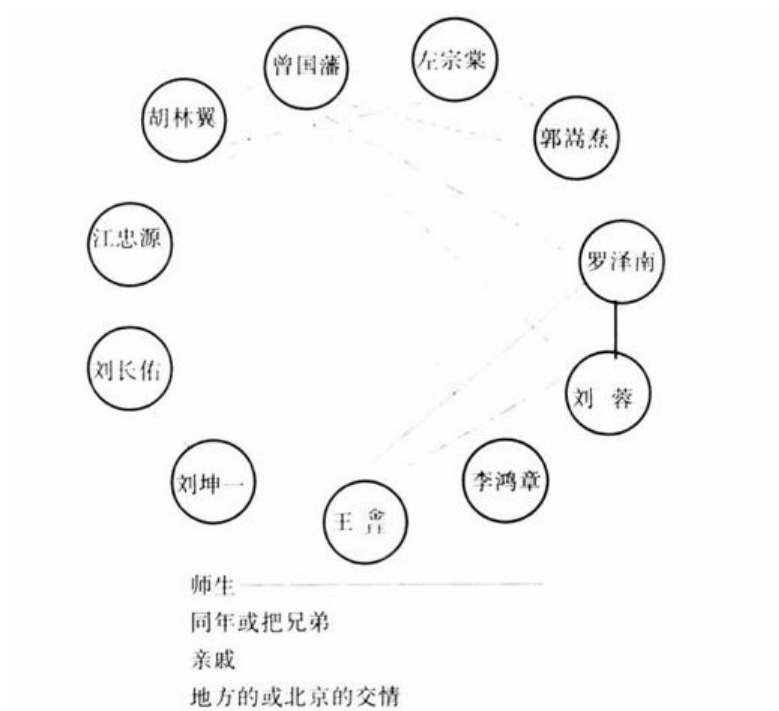 曾国藩
左宗棠
胡林翼
郭嵩焘
江忠源
罗泽南
刘长佑
刘蓉
刘坤一
李鸿章
王錱
师生
同年或把兄弟
亲戚
地方的或北京的交情